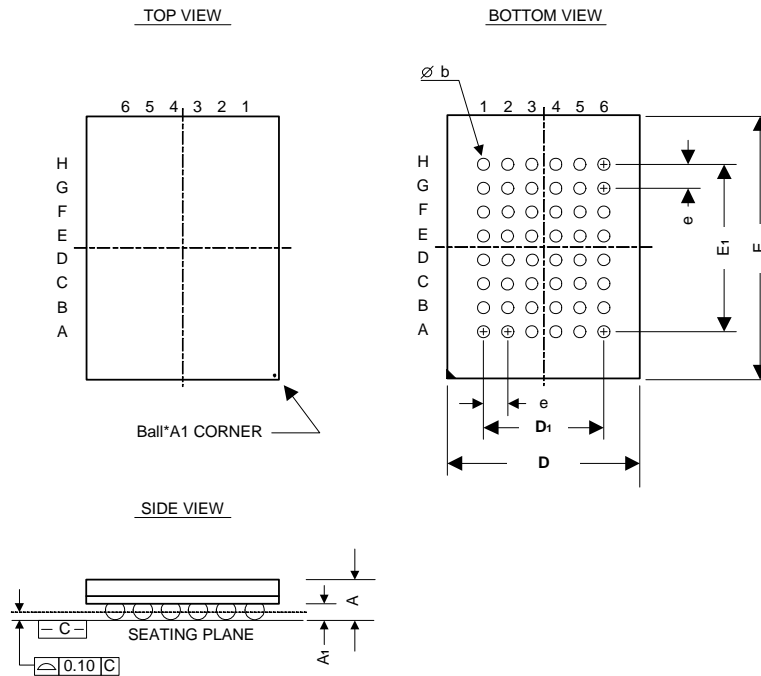 TOP VIEW
6 5 4 3 2 1
H
G
F
E
D
C
B
A
Ball*A1 CORNER
BOTTOM VIEW
Ø b
1 2 3 4 5 6
H
G
F
E
D
C
B
A
e
E1
E
e
D1
D
SIDE VIEW
A
A1
– C –
SEATING PLANE
⌓ 0.10 C